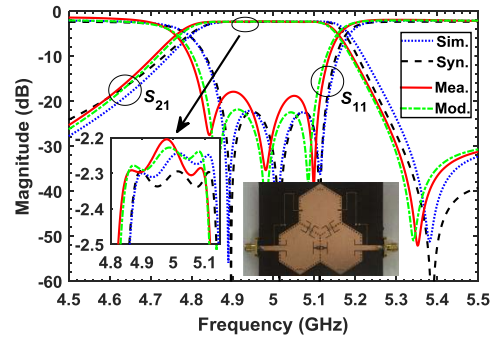 0
-10
-20
-30
-40
-50
-60
Magnitude (dB)
S21
S11
Sim.
Syn.
Mea.
Mod.
-2.2
-2.3
-2.4
-2.5
4.8 4.9 5 5.1
4.5 4.6 4.7 4.8 4.9 5.0 5.1 5.2 5.3 5.4 5.5
Frequency (GHz)